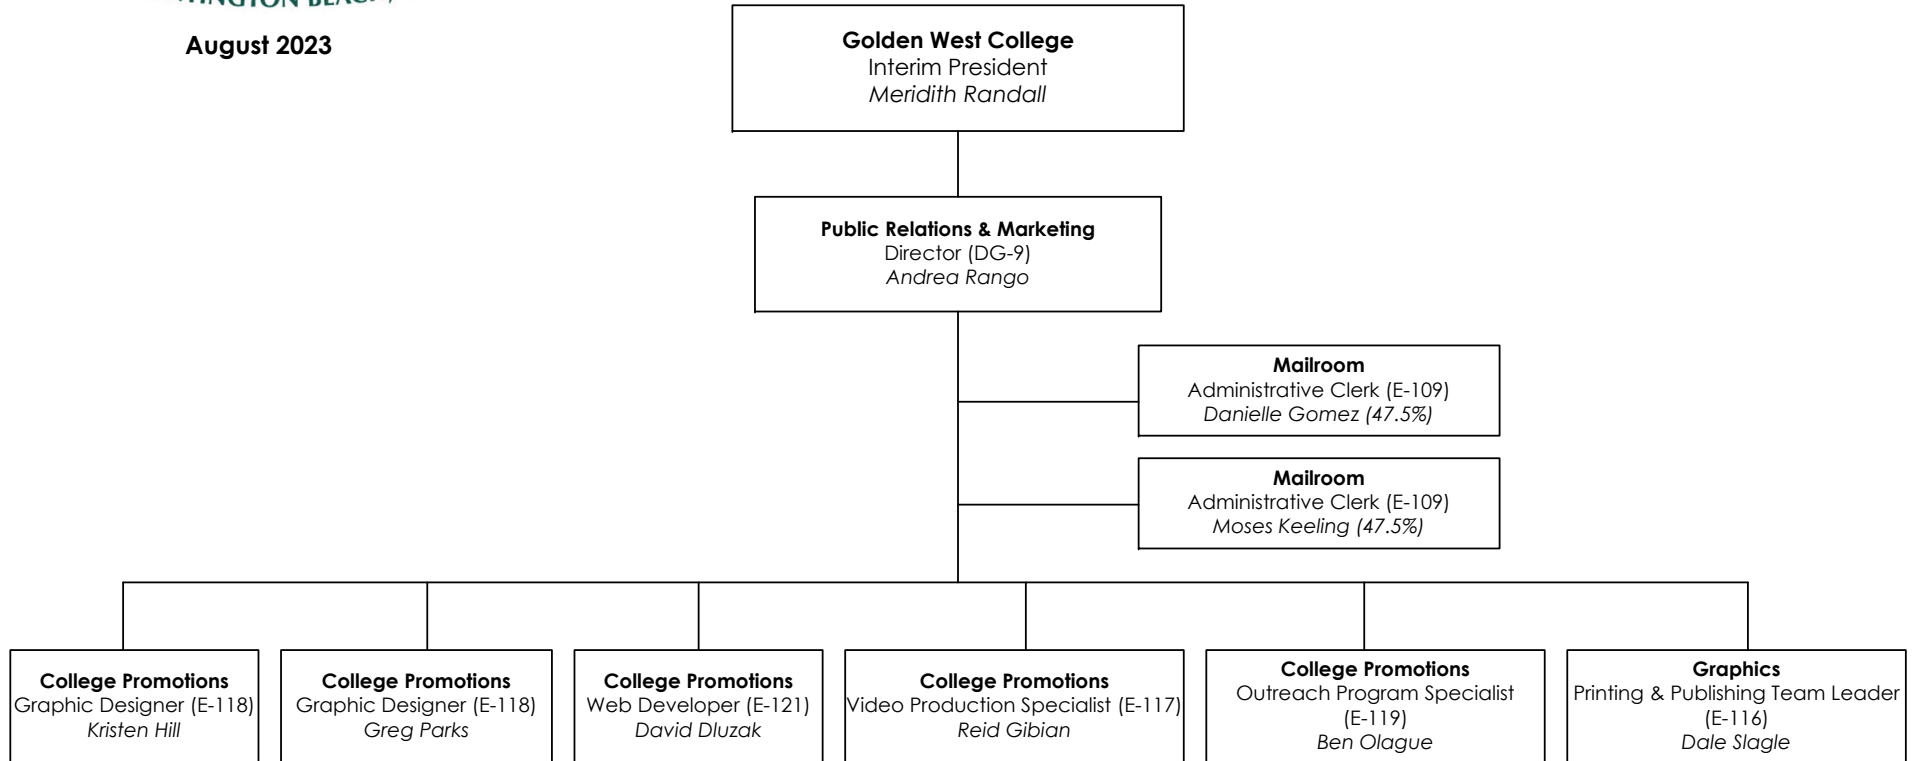 BEACH,
August 2023
Golden West College
Interim President
Meridith Randall
Public Relations & Marketing
Director (DG-9)
Andrea Rango
Mailroom
Administrative Clerk (E-109)
Danielle Gomez (47.5%)
Mailroom
Administrative Clerk (E-109)
Moses Keeling (47.5%)
College Promotions
Graphic Designer (E-118)
Kristen Hill
College Promotions
Graphic Designer (E-118)
Greg Parks
College Promotions
Web Developer (E-121)
David Dluzak
College Promotions
Video Production Specialist (E-117)
Reid Gibian
College Promotions
Outreach Program Specialist
(E-119)
Ben Olague
Graphics
Printing & Publishing Team Leader
(E-116)
Dale Slagle